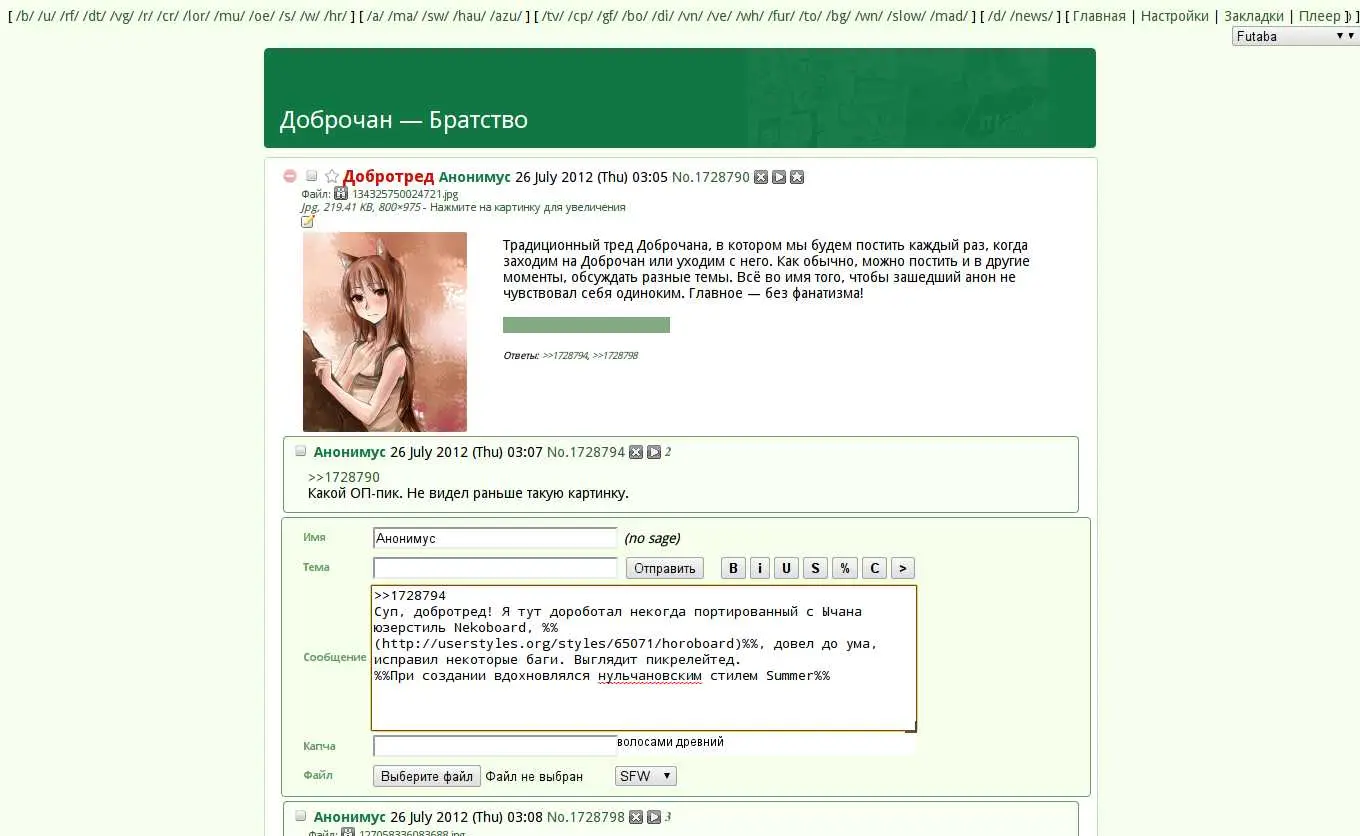 [ /b/ /u/ /rf/ /dt/ /vg/ /r/ /cr/ /lor/ /mu/ /oe/ /s/ /w/ /hr/ ] [ /a/ /ma/ /sw/ /hau/ /azu/ ] [ /tv/ /cp/ /gf/ /bo/ /di/ /vn/ /ve/ /wh/ /fur/ /to/ /bg/ /wn/ /slow/ /mad/ ] [ /d/ /news/ ] [ Главная | Настройки | Закладки | Плеер ]
Futaba
Доброчан — Братство
Добротред Анонимус 26 July 2012 (Thu) 03:05 No.1728790
Файл: 134325750024721.jpg
Jpg, 219.41 KB, 800×975 - Нажмите на картинку для увеличения
Традиционный тред Доброчана, в котором мы будем постить каждый раз, когда
заходим на Доброчан или уходим с него. Как обычно, можно постить и в другие
моменты, обсуждать разные темы. Всё во имя того, чтобы зашедший анон не
чувствовал себя одиноким. Главное — без фанатизма!
Ответы: >>1728794, >>1728798
Анонимус 26 July 2012 (Thu) 03:07 No.1728794 2
>>1728790
Какой ОП-пик. Не видел раньше такую картинку.
Имя Анонимус (no sage)
Тема Отправить B i U S % C >
>>1728794
Суп, добротред! Я тут дороботал некогда портированный с Ычана
юзерстиль Nekoboard, %%
(http://userstyles.org/styles/65071/horoboard)%%, довел до ума,
исправил некоторые баги. Выглядит пикрелейтед.
Сообщение
%%При создании вдохновлялся нульчановским стилем Summer%%
Капча волосами древний
Файл Выберите файл Файл не выбран SFW
Анонимус 26 July 2012 (Thu) 03:08 No.1728798 3
Файл: 127058336083688.jpg